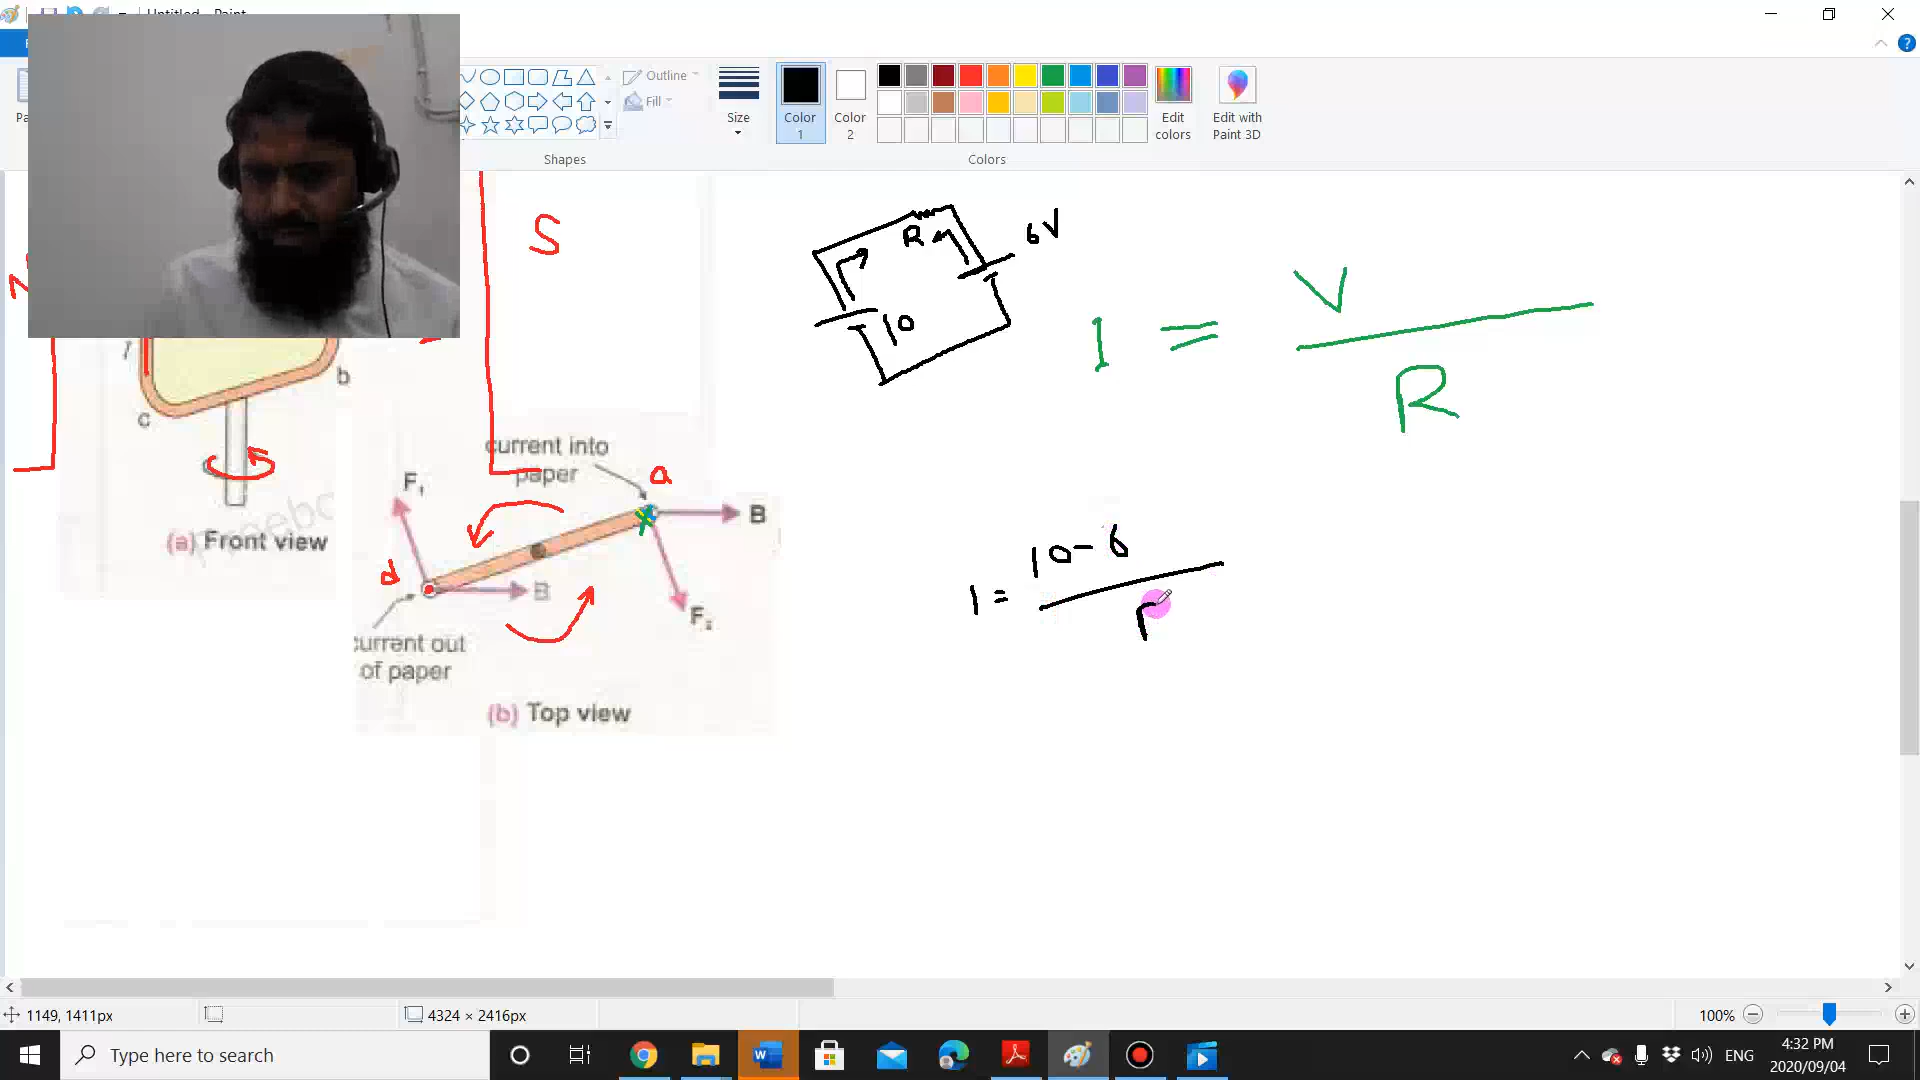 Untitled - Paint
Outline
Fill
Shapes
Size
Color
1
Color
2
Edit
colors
Edit with
Paint 3D
Colors
S
R
6V
10
I = V
R
b
c
(a) Front view
current into
paper
a
F₁
B
d
B
F₂
current out
of paper
(b) Top view
I = 10-6
1149, 1411px
4324 × 2416px
100%
Type here to search
ENG
4:32 PM
2020/09/04